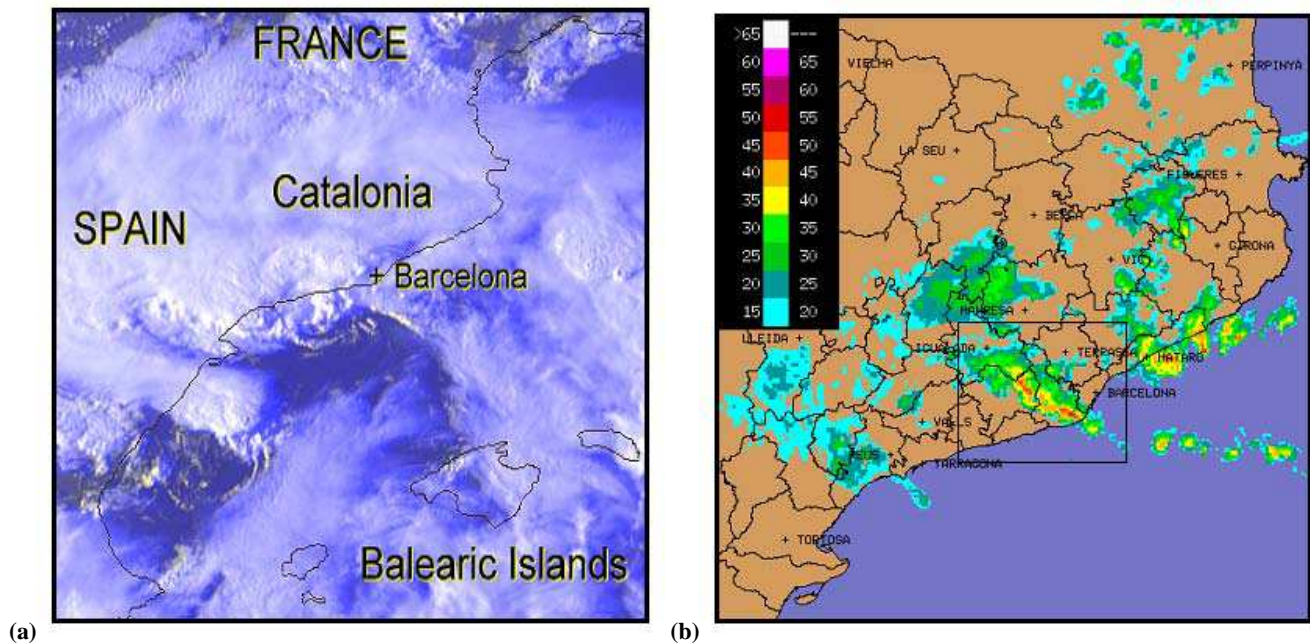 FRANCE
Catalonia
SPAIN
+ Barcelona
Balearic Islands
(a)
>65 ---
60 65
55 60
50 55
45 50
40 45
35 40
30 35
25 30
20 25
15 20
VIELHA
+ PERPINYÀ
LA SEU +
FIGUERES +
+ BERGA
+ GIRONA
+ VIC
MANRESA +
LLEIDA +
IGUALADA +
+ TERRASSA
+ MATARO
+ BARCELONA
+ VALLS
REUS
+ TARRAGONA
+ TORTOSA
(b)